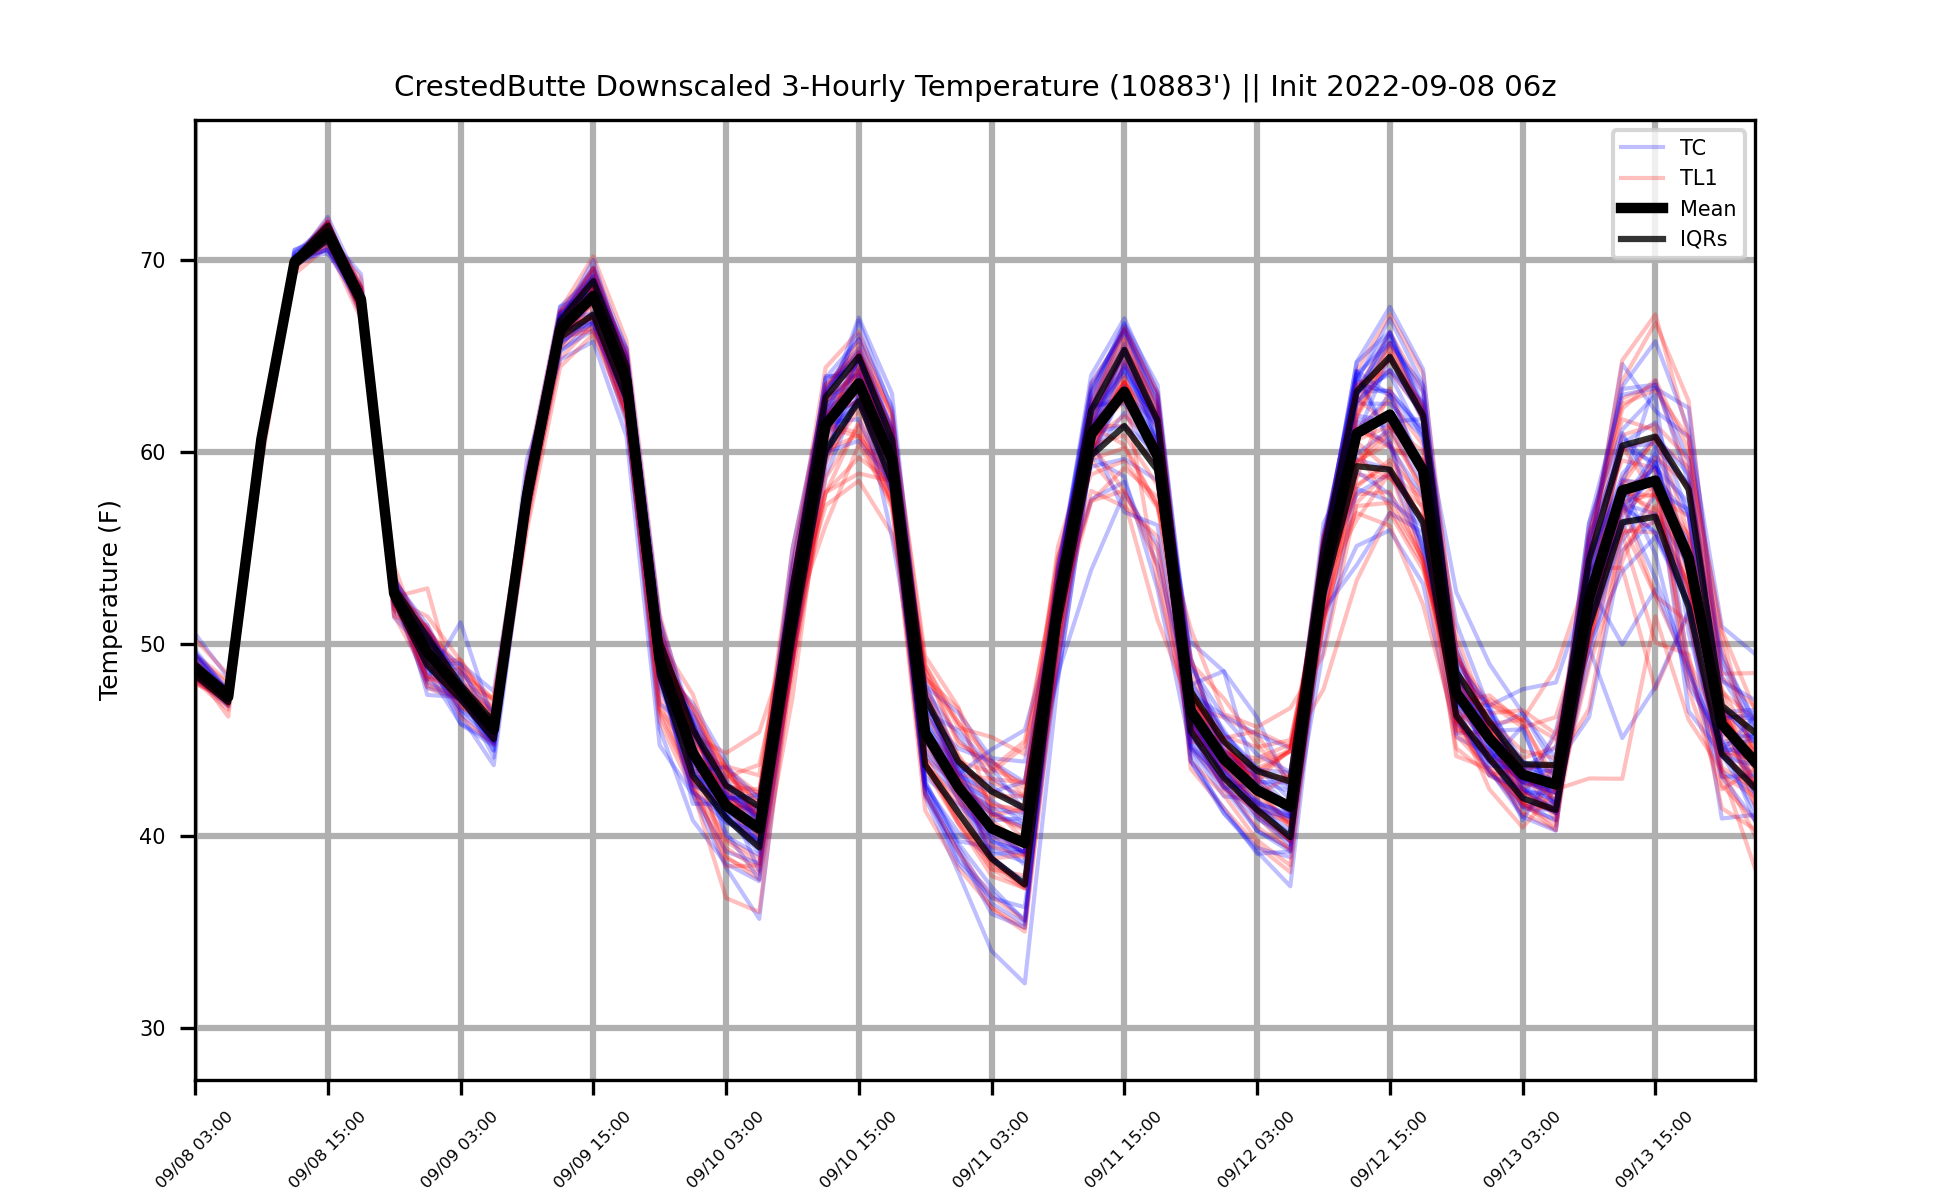 CrestedButte Downscaled 3-Hourly Temperature (10883') || Init 2022-09-08 06z
TC
TL1
Mean
IQRs
Temperature (F)
70
60
50
40
30
09/08 03:00
09/08 15:00
09/09 03:00
09/09 15:00
09/10 03:00
09/10 15:00
09/11 03:00
09/11 15:00
09/12 03:00
09/12 15:00
09/13 03:00
09/13 15:00